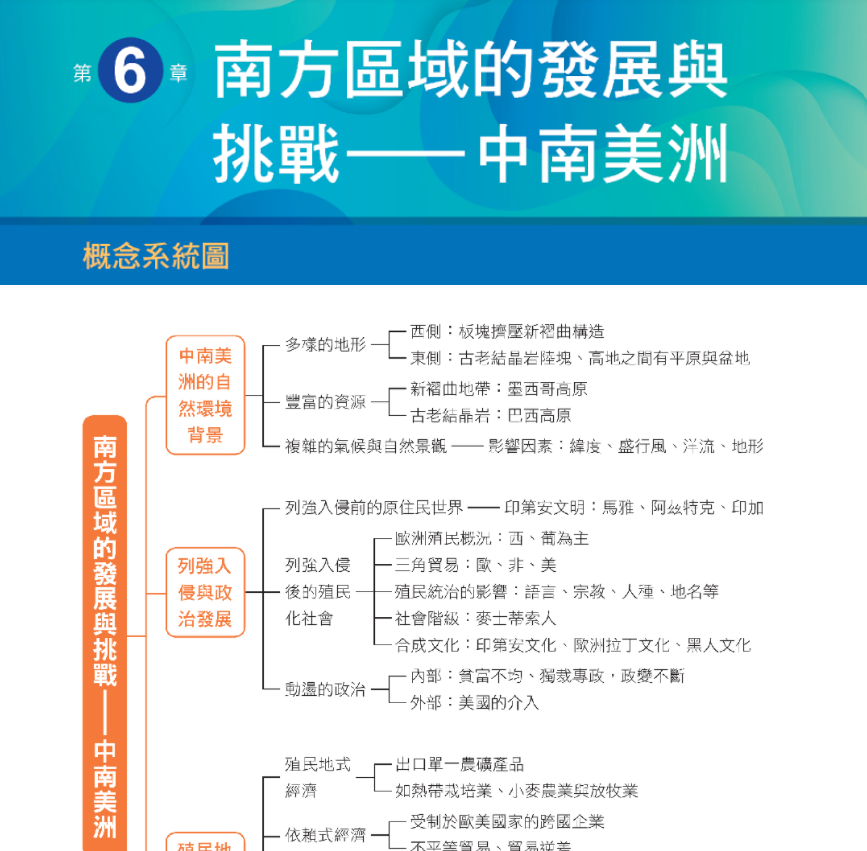 第6章 南方區域的發展與
挑戰——中南美洲
概念系統圖
南方區域的發展與挑戰——中南美洲
中南美
洲的自
然環境
背景
多樣的地形
西側：板塊擠壓新褶曲構造
東側：古老結晶岩陸塊、高地之間有平原與盆地
豐富的資源
新褶曲地帶：墨西哥高原
古老結晶岩：巴西高原
複雜的氣候與自然景觀——影響因素：緯度、盛行風、洋流、地形
列強入
侵與政
治發展
列強入侵前的原住民世界——印第安文明：馬雅、阿茲特克、印加
列強入侵
後的殖民
化社會
歐洲殖民概況：西、葡為主
三角貿易：歐、非、美
殖民統治的影響：語言、宗教、人種、地名等
社會階級：麥士蒂索人
合成文化：印第安文化、歐洲拉丁文化、黑人文化
動盪的政治
內部：貧富不均、獨裁專政，政變不斷
外部：美國的介入
殖民地
殖民地式
經濟
出口單一農礦產品
如熱帶栽培業、小麥農業與放牧業
依賴式經濟
受制於歐美國家的跨國企業
不平等貿易、貿易逆差